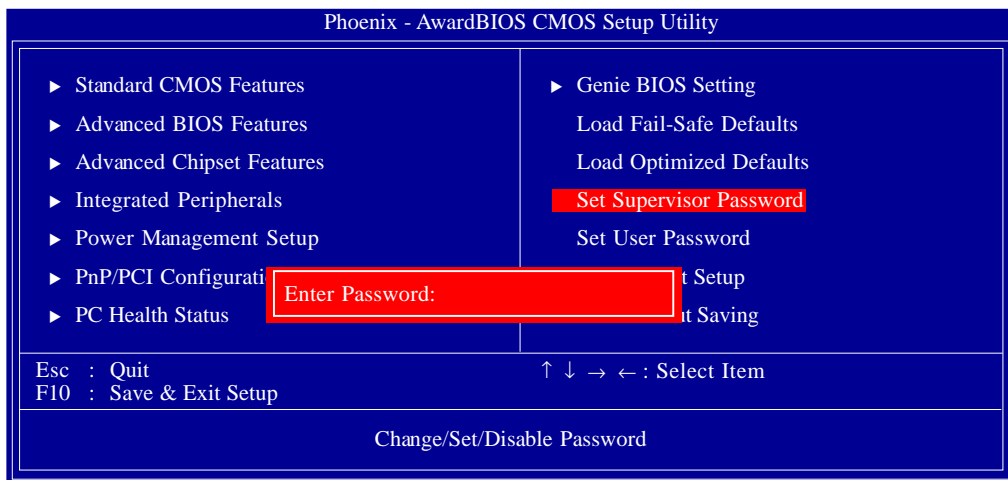 Phoenix - AwardBIOS CMOS Setup Utility
▶ Standard CMOS Features
▶ Advanced BIOS Features
▶ Advanced Chipset Features
▶ Integrated Peripherals
▶ Power Management Setup
▶ PnP/PCI Configurati
▶ PC Health Status
▶ Genie BIOS Setting
Load Fail-Safe Defaults
Load Optimized Defaults
Set Supervisor Password
Set User Password
t Setup
t Saving
Enter Password:
Esc : Quit
F10 : Save & Exit Setup
↑ ↓ → ← : Select Item
Change/Set/Disable Password